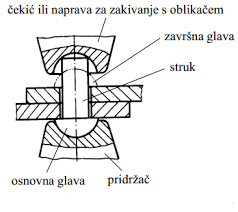 čekić ili naprava za zakivanje s oblikačem
završna glava
struk
osnovna glava
pridržač